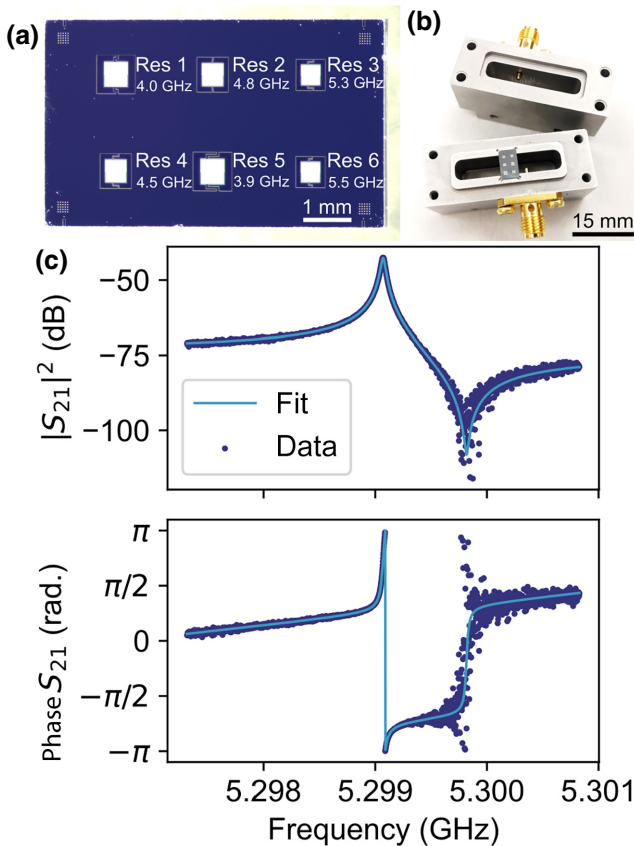 (a)
Res 1
4.0 GHz
Res 2
4.8 GHz
Res 3
5.3 GHz
Res 4
4.5 GHz
Res 5
3.9 GHz
Res 6
5.5 GHz
1 mm
(b)
15 mm
(c)
|S₂₁|² (dB)
−50
−75
−100
Fit
Data
Phase S₂₁ (rad.)
π
π/2
0
−π/2
−π
5.298
5.299
5.300
5.301
Frequency (GHz)